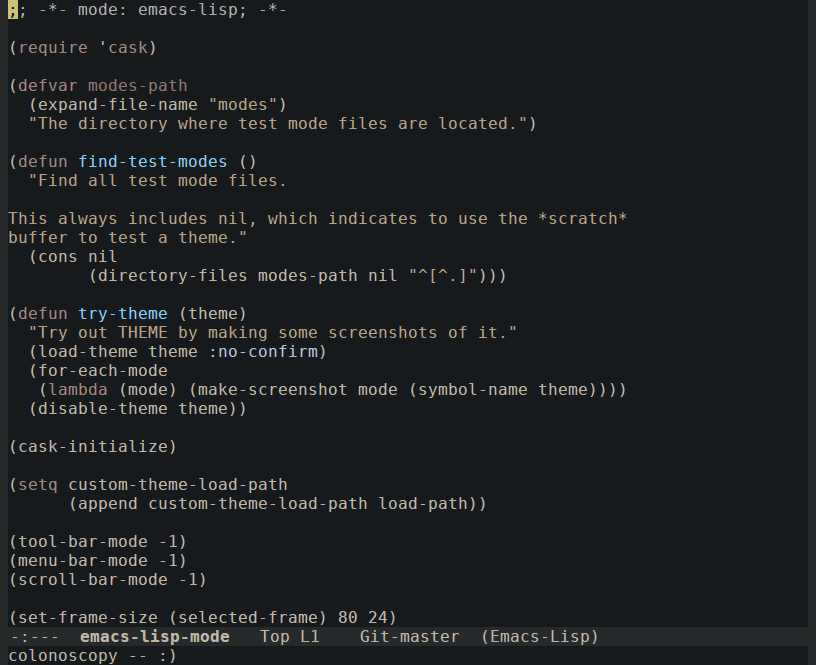 ;; -*- mode: emacs-lisp; -*-
(require 'cask)
(defvar modes-path
  (expand-file-name "modes")
  "The directory where test mode files are located.")
(defun find-test-modes ()
  "Find all test mode files.
This always includes nil, which indicates to use the *scratch*
buffer to test a theme."
  (cons nil
        (directory-files modes-path nil "^[^.]")))
(defun try-theme (theme)
  "Try out THEME by making some screenshots of it."
  (load-theme theme :no-confirm)
  (for-each-mode
   (lambda (mode) (make-screenshot mode (symbol-name theme))))
  (disable-theme theme))
(cask-initialize)
(setq custom-theme-load-path
      (append custom-theme-load-path load-path))
(tool-bar-mode -1)
(menu-bar-mode -1)
(scroll-bar-mode -1)
(set-frame-size (selected-frame) 80 24)
-:---  emacs-lisp-mode   Top L1    Git-master  (Emacs-Lisp)
colonoscopy -- :)